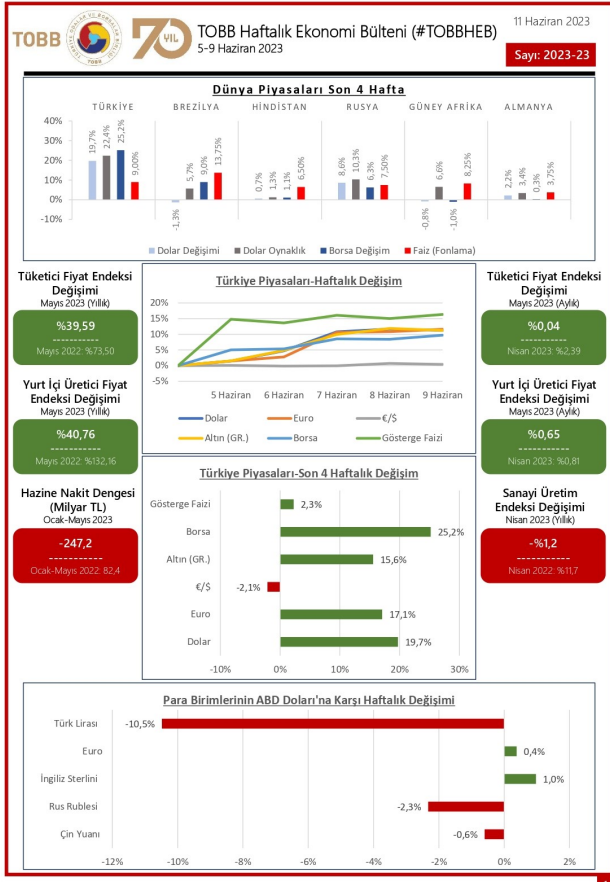 TOBB
70 YIL
TOBB Haftalık Ekonomi Bülteni (#TOBBHEB)
5-9 Haziran 2023
11 Haziran 2023
Sayı: 2023-23
Dünya Piyasaları Son 4 Hafta
TÜRKİYE BREZİLYA HİNDİSTAN RUSYA GÜNEY AFRİKA ALMANYA
40%
30%
20%
10%
0%
-10%
19,7% 22,4% 25,2% 9,00%
-1,3% 5,7% 9,0% 13,75%
0,7% 1,3% 1,1% 6,50%
8,6% 10,3% 6,3% 7,50%
-0,8% 6,6% -1,0% 8,25%
2,2% 3,4% 0,3% 3,75%
Dolar Değişimi Dolar Oynaklık Borsa Değişim Faiz (Fonlama)
Tüketici Fiyat Endeksi
Değişimi
Mayıs 2023 (Yıllık)
%39,59
-----------
Mayıs 2022: %73,50
Yurt İçi Üretici Fiyat
Endeksi Değişimi
Mayıs 2023 (Yıllık)
%40,76
-----------
Mayıs 2022: %132,16
Hazine Nakit Dengesi
(Milyar TL)
Ocak-Mayıs 2023
-247,2
-----------
Ocak-Mayıs 2022: 82,4
Türkiye Piyasaları-Haftalık Değişim
20%
15%
10%
5%
0%
-5%
5 Haziran 6 Haziran 7 Haziran 8 Haziran 9 Haziran
Dolar Euro €/$
Altın (GR.) Borsa Gösterge Faizi
Türkiye Piyasaları-Son 4 Haftalık Değişim
Gösterge Faizi 2,3%
Borsa 25,2%
Altın (GR.) 15,6%
€/$ -2,1%
Euro 17,1%
Dolar 19,7%
-10% 0% 10% 20% 30%
Tüketici Fiyat Endeksi
Değişimi
Mayıs 2023 (Aylık)
%0,04
-----------
Nisan 2023: %2,39
Yurt İçi Üretici Fiyat
Endeksi Değişimi
Mayıs 2023 (Aylık)
%0,65
-----------
Nisan 2023: %0,81
Sanayi Üretim
Endeksi Değişimi
Nisan 2023 (Yıllık)
-%1,2
-----------
Nisan 2022: %11,7
Para Birimlerinin ABD Doları'na Karşı Haftalık Değişimi
Türk Lirası -10,5%
Euro 0,4%
İngiliz Sterlini 1,0%
Rus Rublesi -2,3%
Çin Yuanı -0,6%
-12% -10% -8% -6% -4% -2% 0% 2%